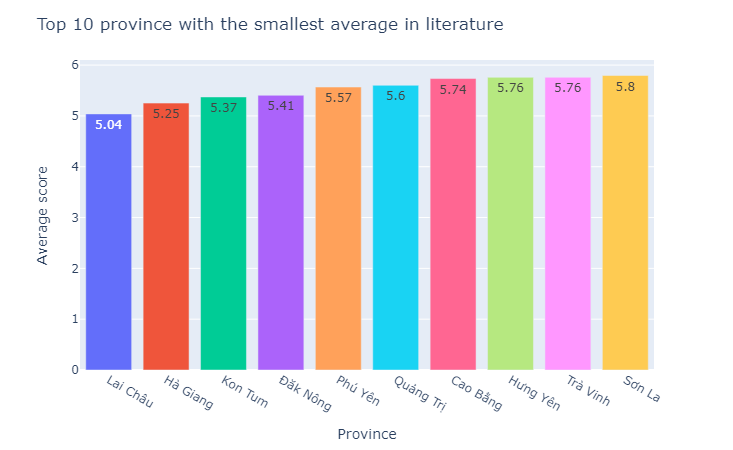 Top 10 province with the smallest average in literature
Average score
6
5
4
3
2
1
0
5.04
5.25
5.37
5.41
5.57
5.6
5.74
5.76
5.76
5.8
Lai Châu
Hà Giang
Kon Tum
Đăk Nông
Phú Yên
Quảng Trị
Cao Bằng
Hưng Yên
Trà Vinh
Sơn La
Province